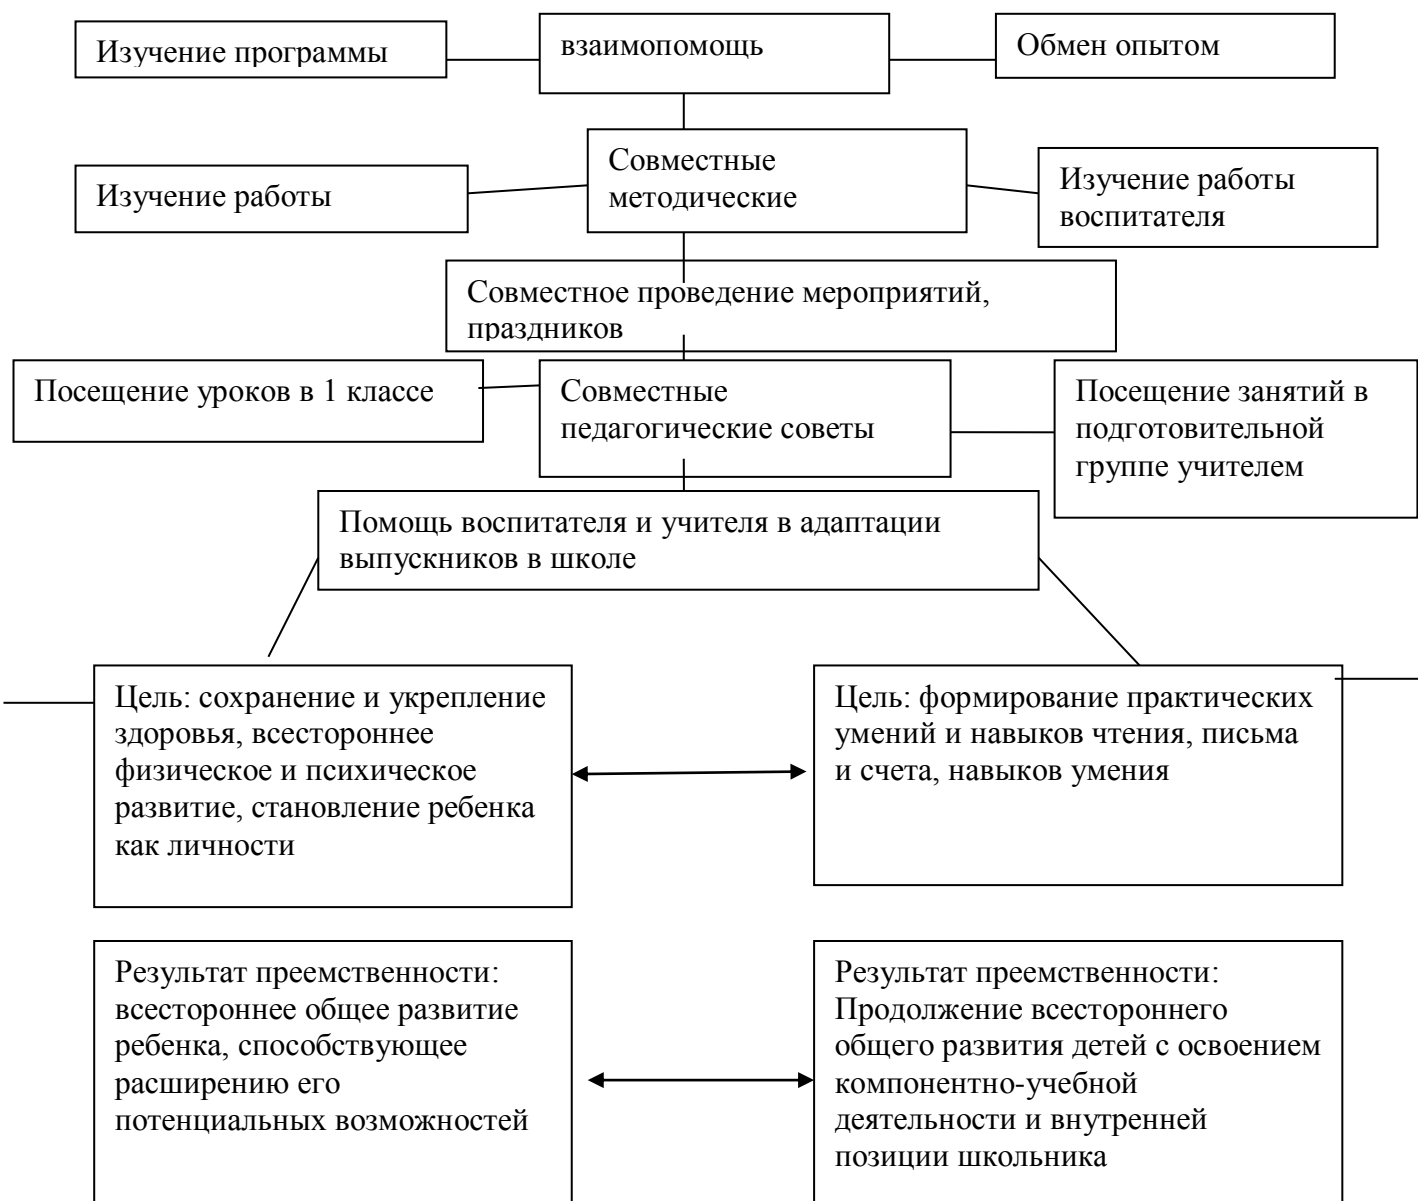 Изучение программы
взаимопомощь
Обмен опытом
Изучение работы
Совместные
методические
Изучение работы
воспитателя
Совместное проведение мероприятий,
праздников
Посещение уроков в 1 классе
Совместные
педагогические советы
Посещение занятий в
подготовительной
группе учителем
Помощь воспитателя и учителя в адаптации
выпускников в школе
Цель: сохранение и укрепление
здоровья, всестороннее
физическое и психическое
развитие, становление ребенка
как личности
Цель: формирование практических
умений и навыков чтения, письма
и счета, навыков умения
Результат преемственности:
всестороннее общее развитие
ребенка, способствующее
расширению его
потенциальных возможностей
Результат преемственности:
Продолжение всестороннего
общего развития детей с освоением
компонентно-учебной
деятельности и внутренней
позиции школьника